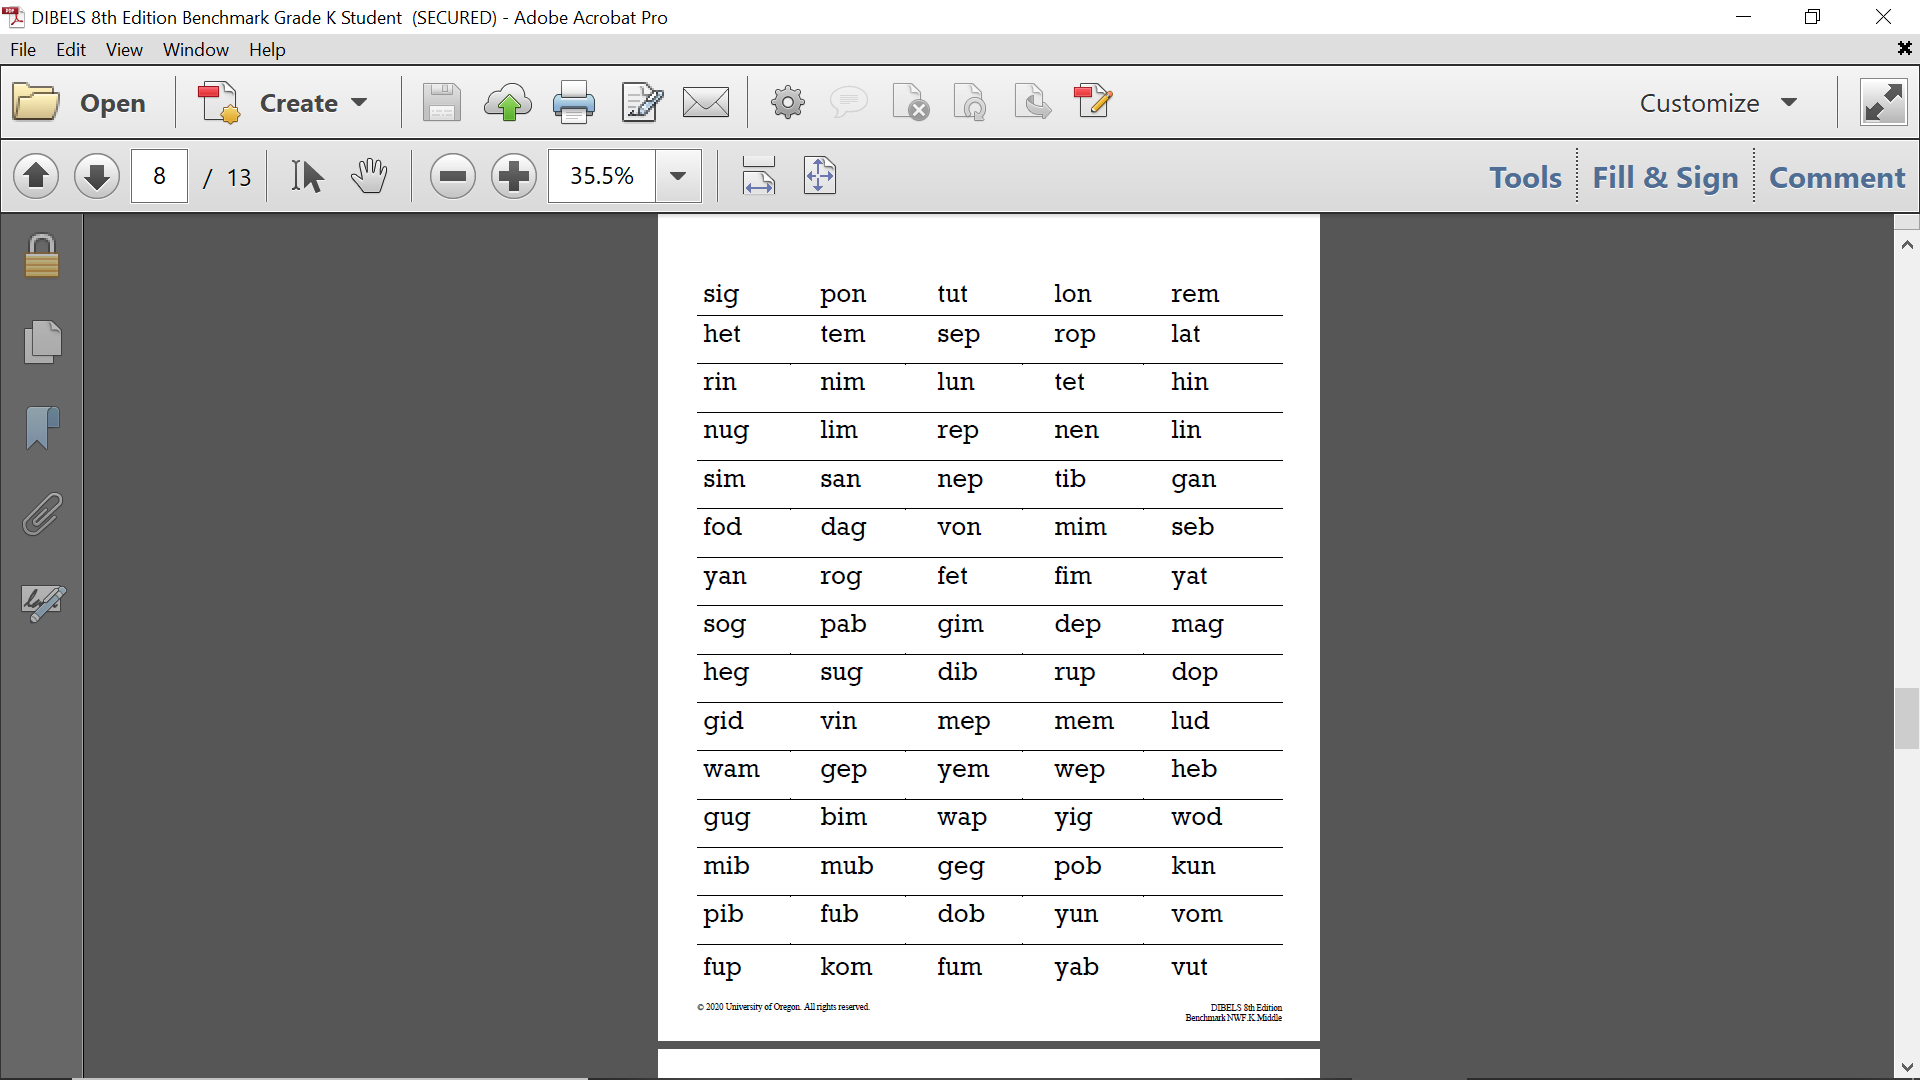 DIBELS 8th Edition Benchmark Grade K Student (SECURED) - Adobe Acrobat Pro
File Edit View Window Help
Open Create Customize
8 / 13 35.5% Tools Fill & Sign Comment
sig pon tut lon rem
het tem sep rop lat
rin nim lun tet hin
nug lim rep nen lin
sim san nep tib gan
fod dag von mim seb
yan rog fet fim yat
sog pab gim dep mag
heg sug dib rup dop
gid vin mep mem lud
wam gep yem wep heb
gug bim wap yig wod
mib mub geg pob kun
pib fub dob yun vom
fup kom fum yab vut
© 2020 University of Oregon. All rights reserved. DIBELS 8th Edition
Benchmark NWF.K.Middle